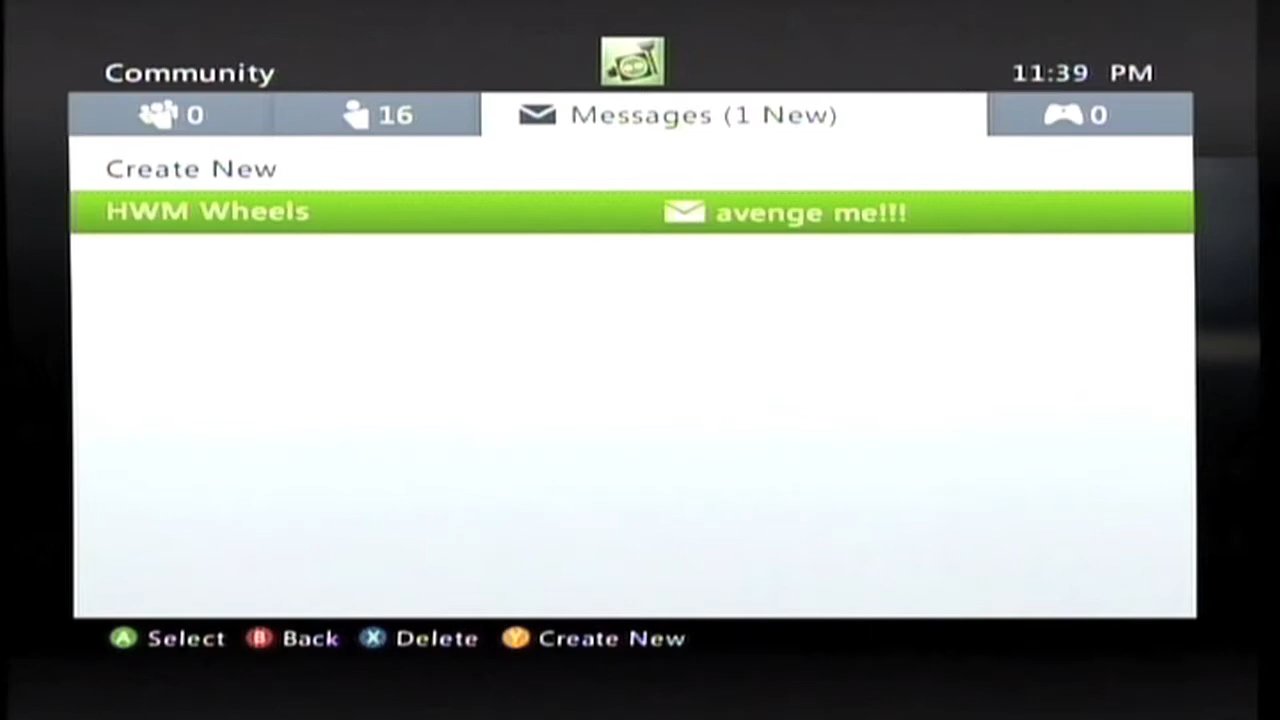 Community
11:39 PM
0
16
Messages (1 New)
0
Create New
HWM Wheels
avenge me!!!
A Select B Back X Delete Y Create New